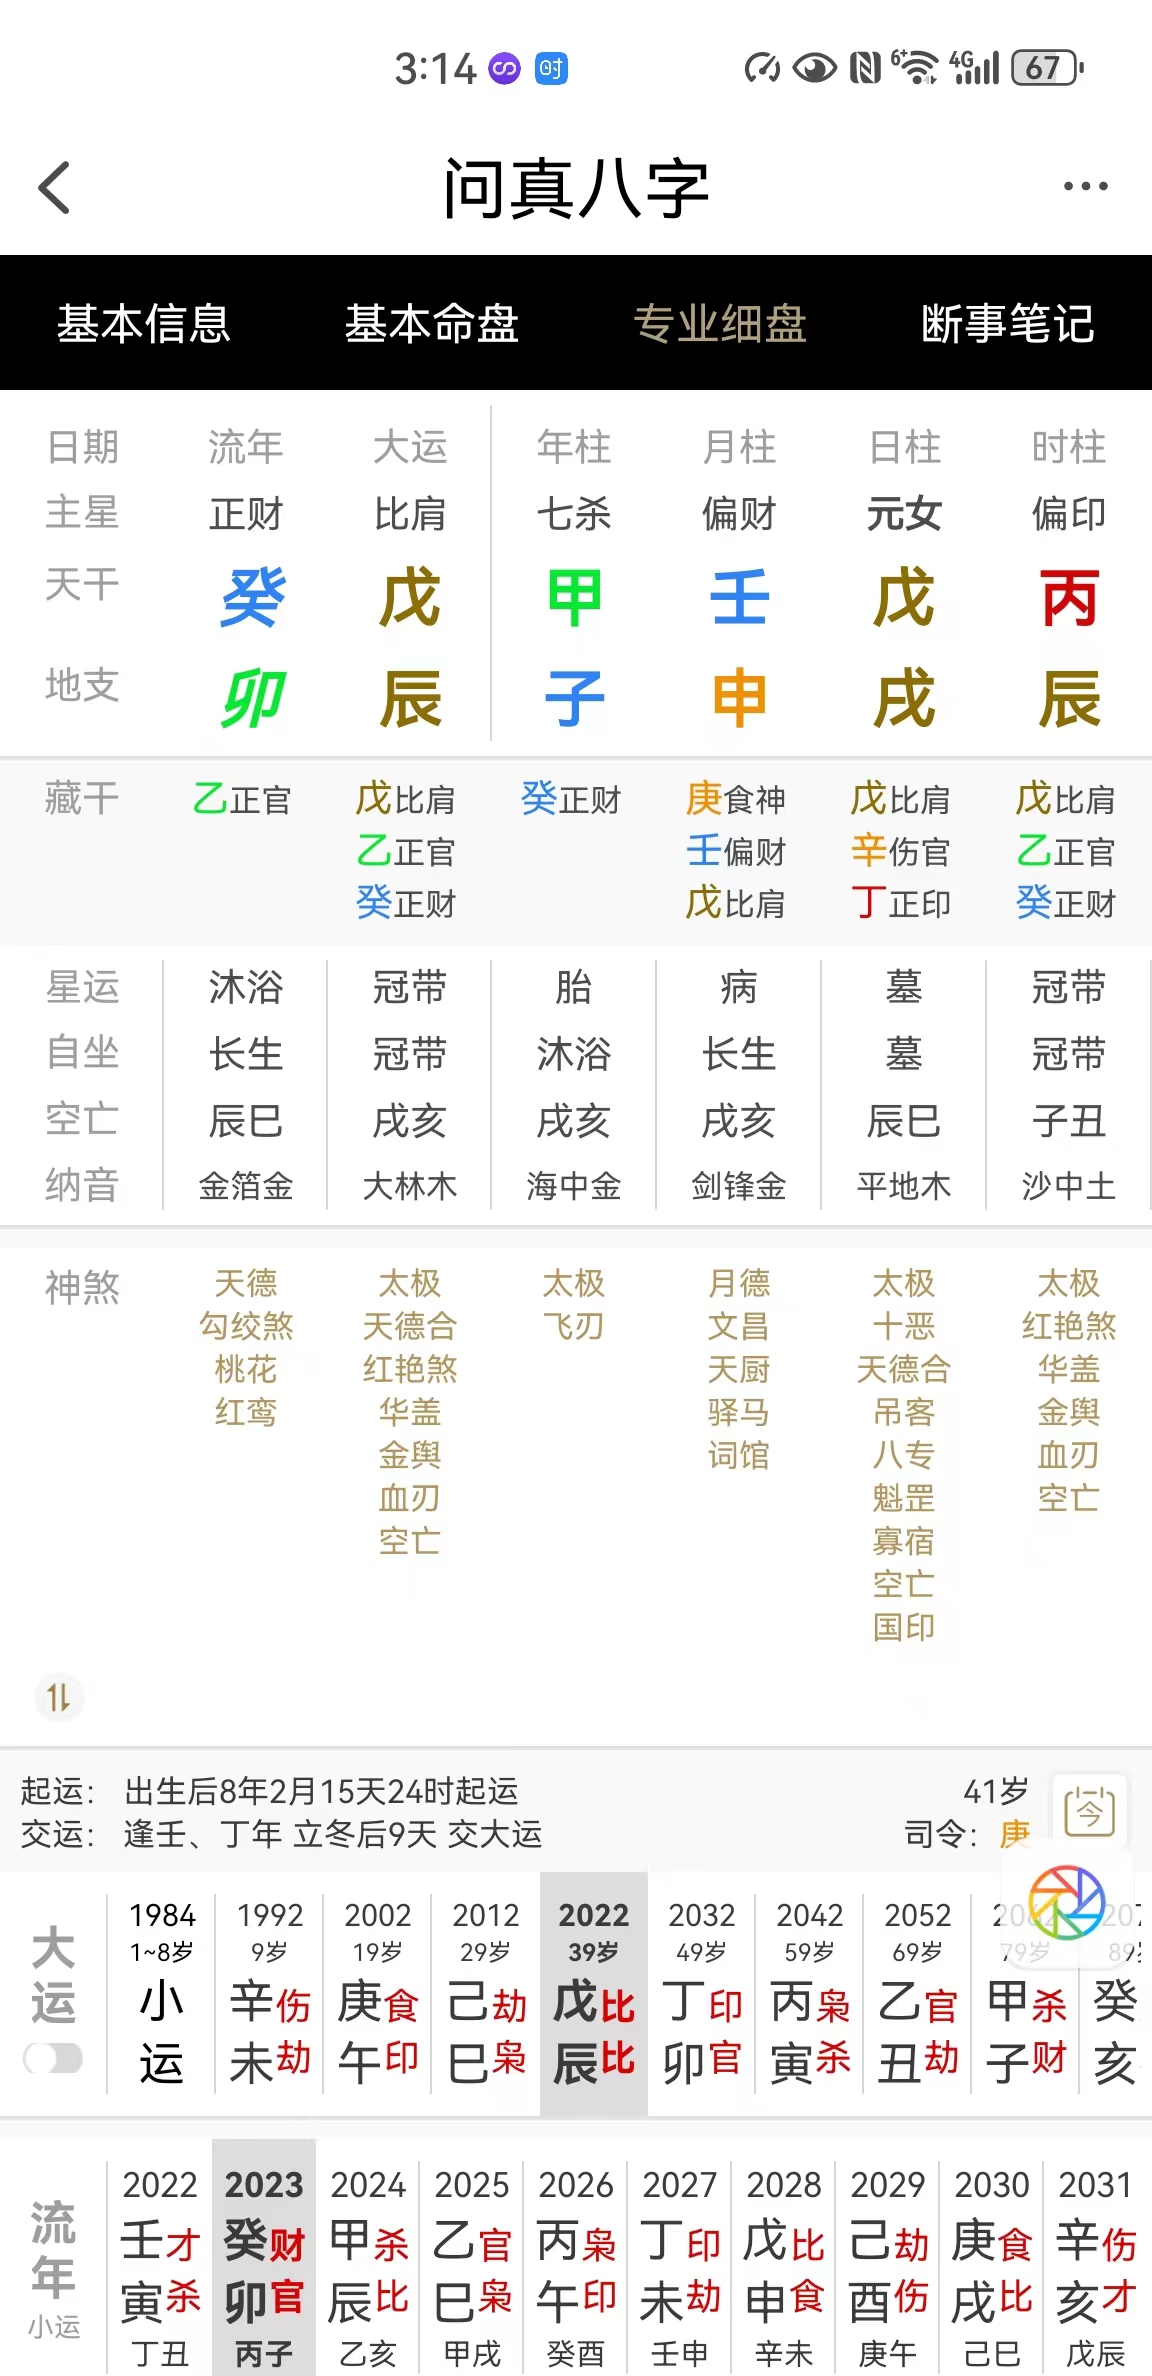 3:14 时 6+ 4G 67
问真八字
基本信息 基本命盘 专业细盘 断事笔记
日期 流年 大运 年柱 月柱 日柱 时柱
主星 正财 比肩 七杀 偏财 元女 偏印
天干 癸 戊 甲 壬 戊 丙
地支 卯 辰 子 申 戌 辰
藏干 乙正官 戊比肩 癸正财 庚食神 戊比肩 戊比肩
乙正官 壬偏财 辛伤官 乙正官
癸正财 戊比肩 丁正印 癸正财
星运 沐浴 冠带 胎 病 墓 冠带
自坐 长生 冠带 沐浴 长生 墓 冠带
空亡 辰巳 戌亥 戌亥 戌亥 辰巳 子丑
纳音 金箔金 大林木 海中金 剑锋金 平地木 沙中土
神煞 天德 太极 太极 月德 太极 太极
勾绞煞 天德合 飞刃 文昌 十恶 红艳煞
桃花 红艳煞 天厨 天德合 华盖
红鸾 华盖 驿马 吊客 金舆
金舆 词馆 八专 血刃
血刃 魁罡 空亡
空亡 寡宿
空亡
国印
起运： 出生后8年2月15天24时起运 41岁
今
交运： 逢壬、丁年 立冬后9天 交大运 司令：庚
大运
1984 1992 2002 2012 2022 2032 2042 2052
1~8岁 9岁 19岁 29岁 39岁 49岁 59岁 69岁 79岁
小 辛伤 庚食 己劫 戊比 丁印 丙枭 乙官 甲杀 癸
运 未劫 午印 巳枭 辰比 卯官 寅杀 丑劫 子财 亥
流年
小运
2022 2023 2024 2025 2026 2027 2028 2029 2030 2031
壬才 癸财 甲杀 乙官 丙枭 丁印 戊比 己劫 庚食 辛伤
寅杀 卯官 辰比 巳枭 午印 未劫 申食 酉伤 戌比 亥才
丁丑 丙子 乙亥 甲戌 癸酉 壬申 辛未 庚午 己巳 戊辰